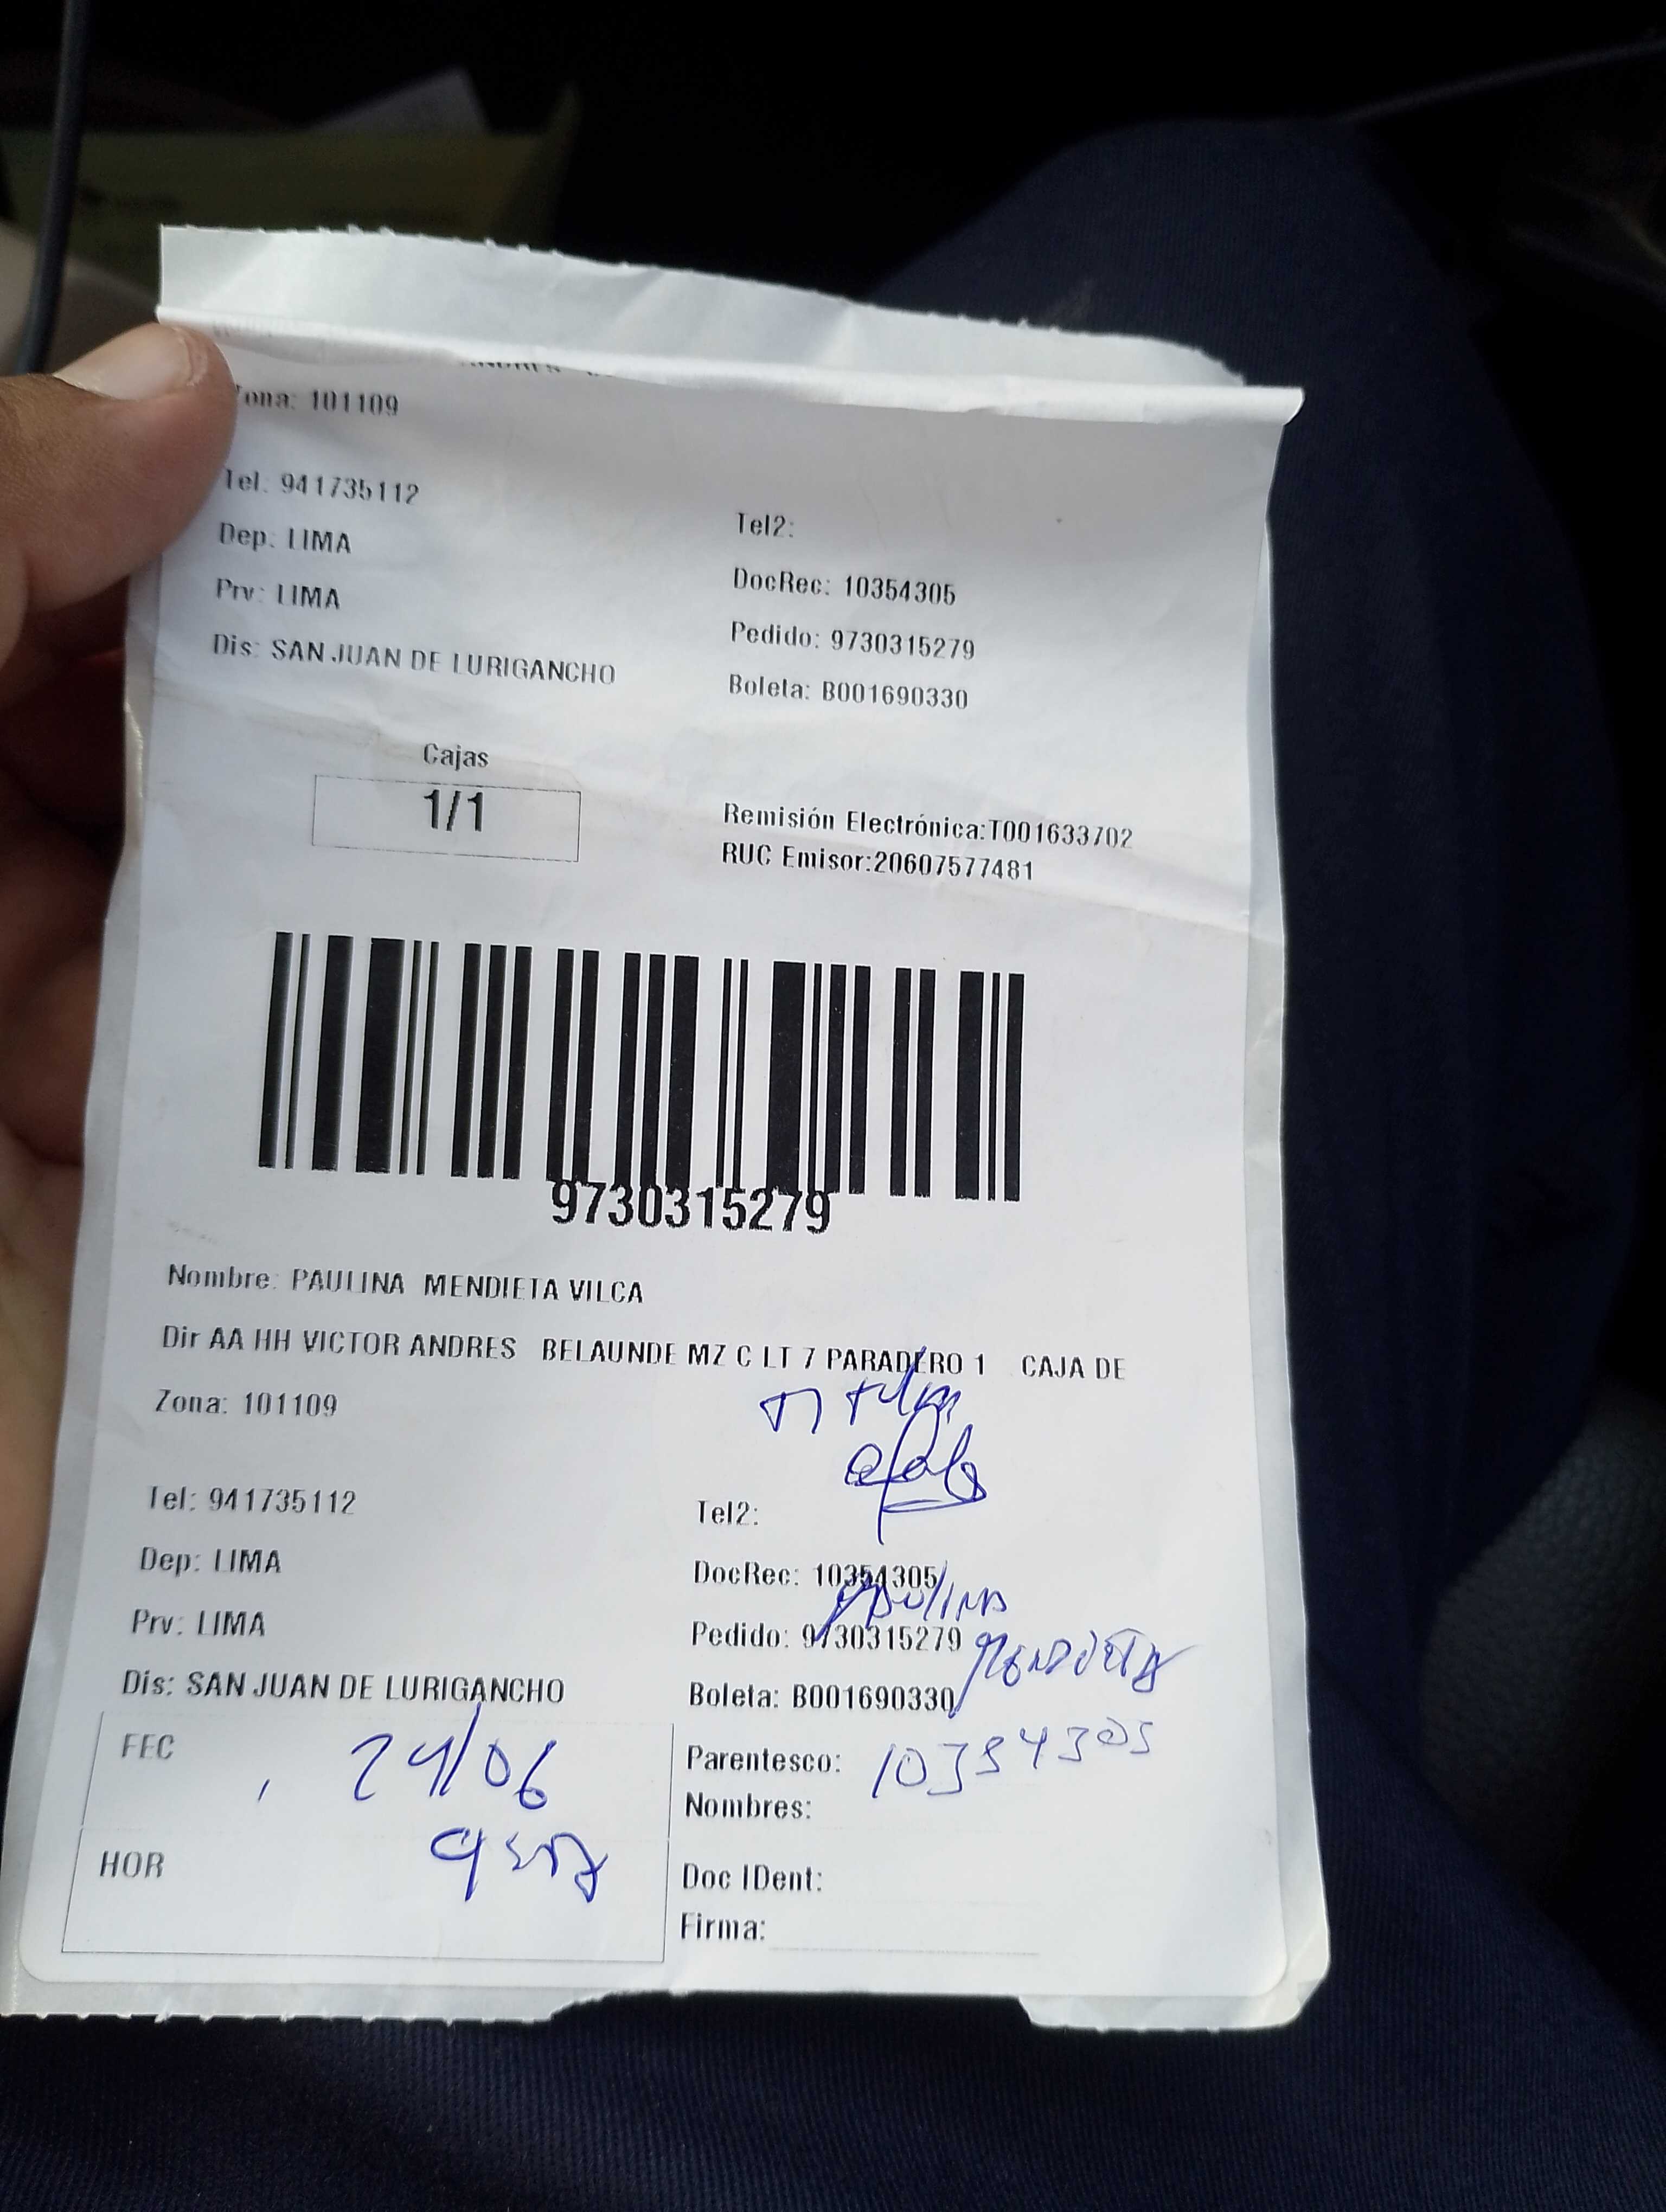 Zona: 101109
Tel: 941735112
Tel2:
Dep: LIMA
DocRec: 10354305
Prv: LIMA
Pedido: 9730315279
Dis: SAN JUAN DE LURIGANCHO
Boleta: B001690330
Cajas
1/1
Remisión Electrónica:T001633702
RUC Emisor:20607577481
9730315279
Nombre: PAULINA MENDIETA VILCA
Dir AA HH VICTOR ANDRES BELAUNDE MZ C LT 7 PARADERO 1 CAJA DE
Zona: 101109
Tel: 941735112
Tel2:
Dep: LIMA
DocRec: 10354305
PAULINA
Prv: LIMA
Pedido: 9730315279
MENDIETA
Dis: SAN JUAN DE LURIGANCHO
Boleta: B001690330
FEC 24/06
Parentesco: 10354305
Nombres:
HOR
Doc IDent:
Firma: